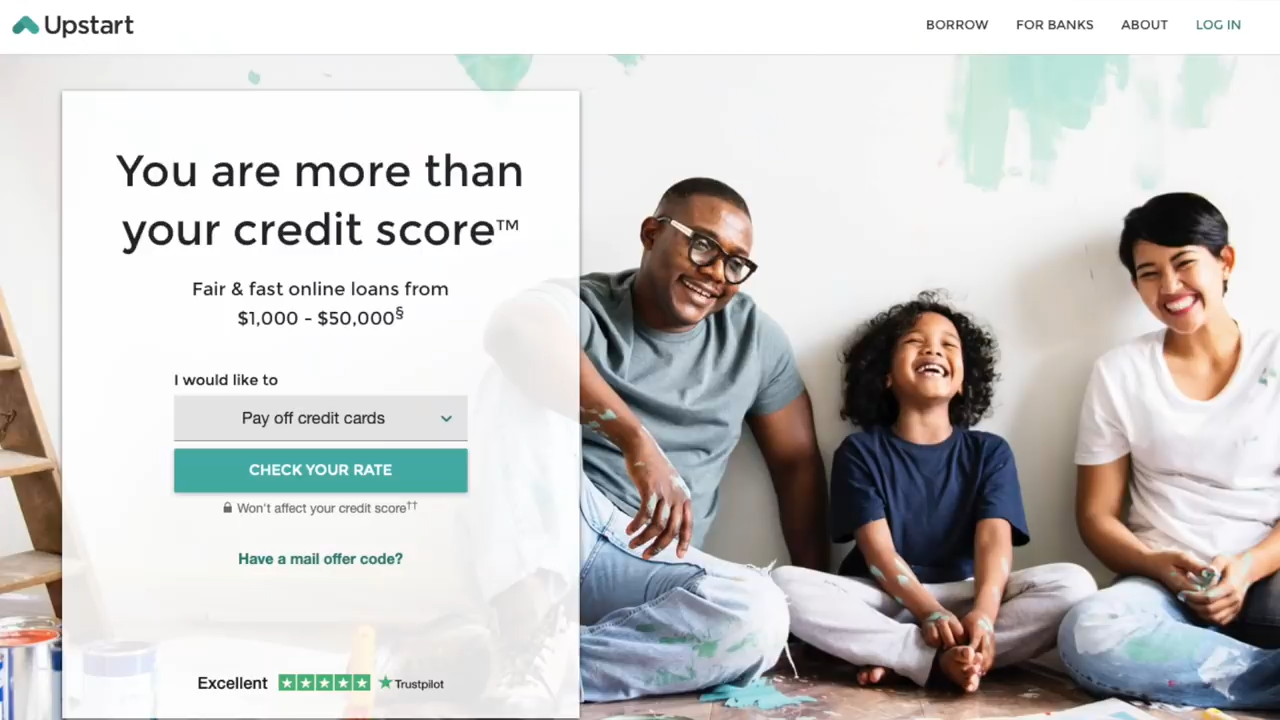 Upstart
BORROW
FOR BANKS
ABOUT
LOG IN
You are more than
your credit score™
Fair & fast online loans from
$1,000 - $50,000§
I would like to
Pay off credit cards
CHECK YOUR RATE
Won't affect your credit score††
Have a mail offer code?
Excellent
Trustpilot